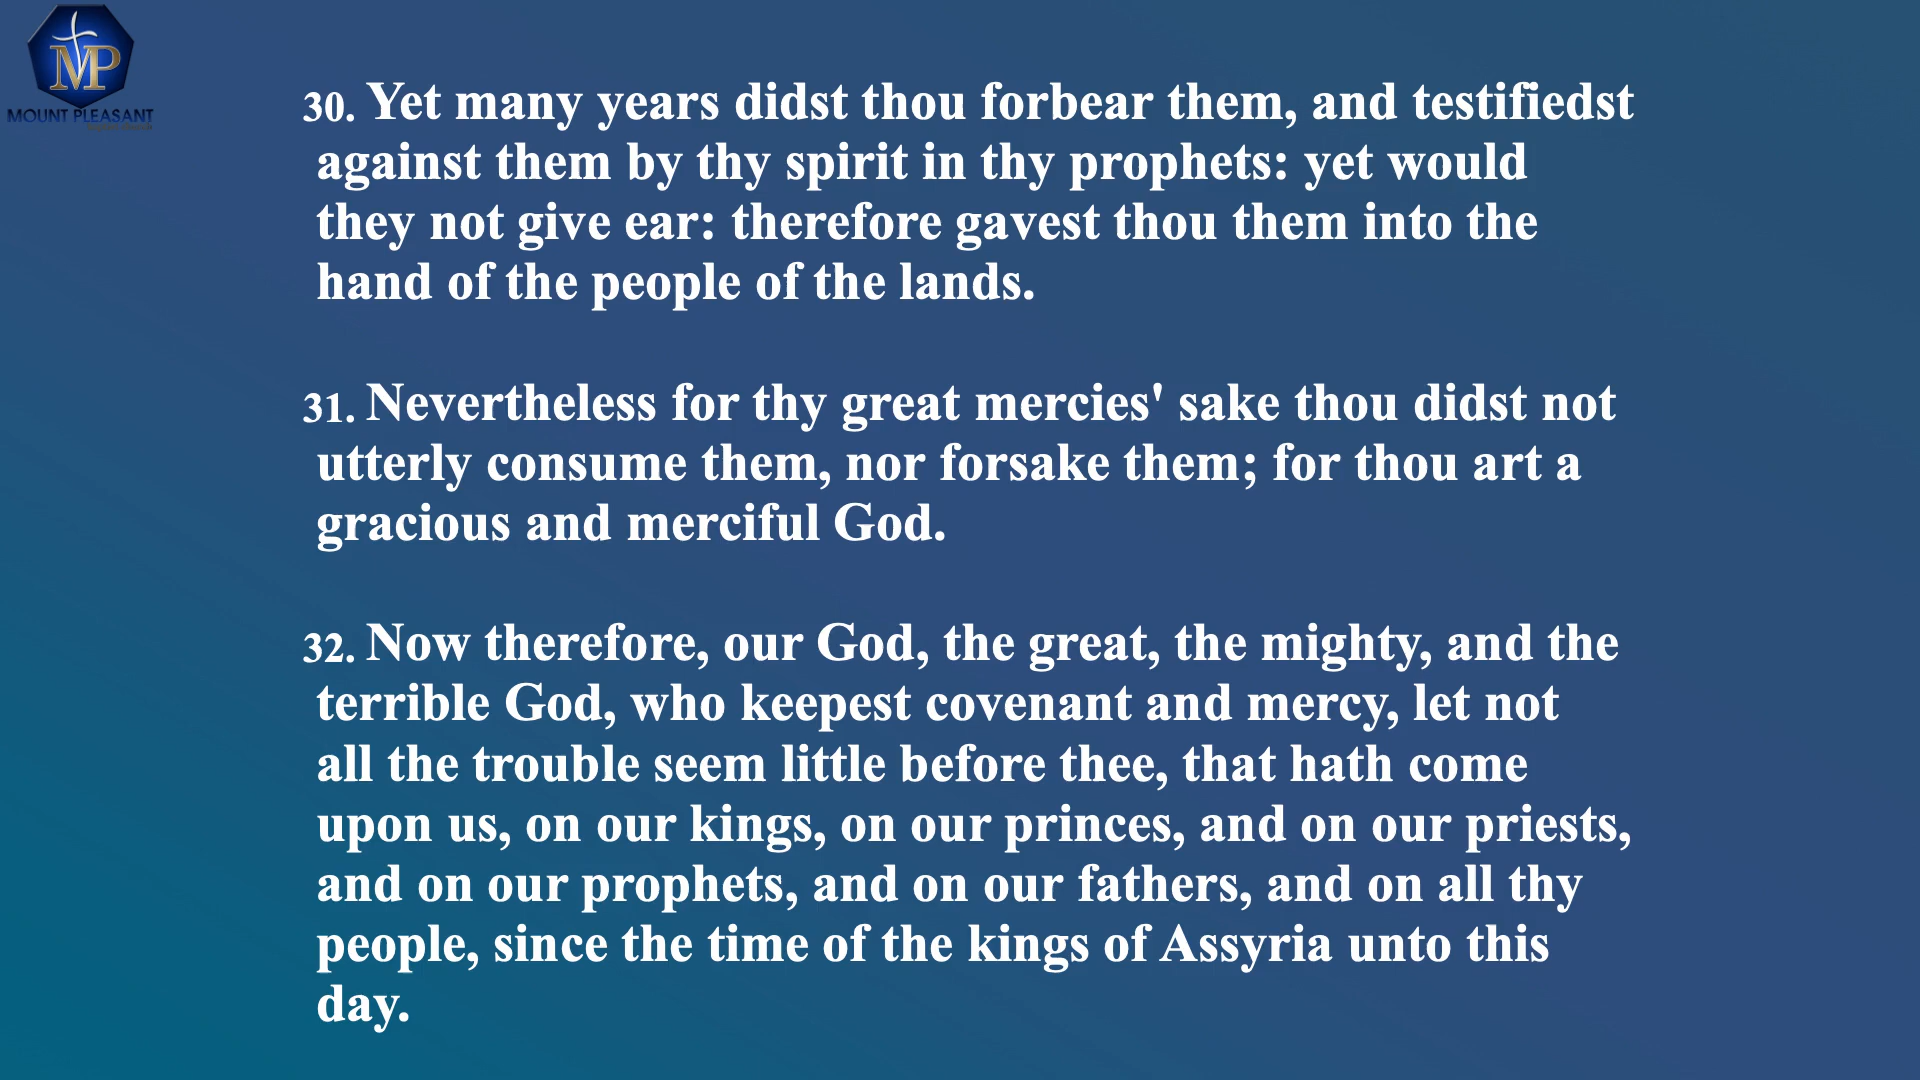 MP
MOUNT PLEASANT
30. Yet many years didst thou forbear them, and testifiedst
against them by thy spirit in thy prophets: yet would
they not give ear: therefore gavest thou them into the
hand of the people of the lands.
31. Nevertheless for thy great mercies' sake thou didst not
utterly consume them, nor forsake them; for thou art a
gracious and merciful God.
32. Now therefore, our God, the great, the mighty, and the
terrible God, who keepest covenant and mercy, let not
all the trouble seem little before thee, that hath come
upon us, on our kings, on our princes, and on our priests,
and on our prophets, and on our fathers, and on all thy
people, since the time of the kings of Assyria unto this
day.